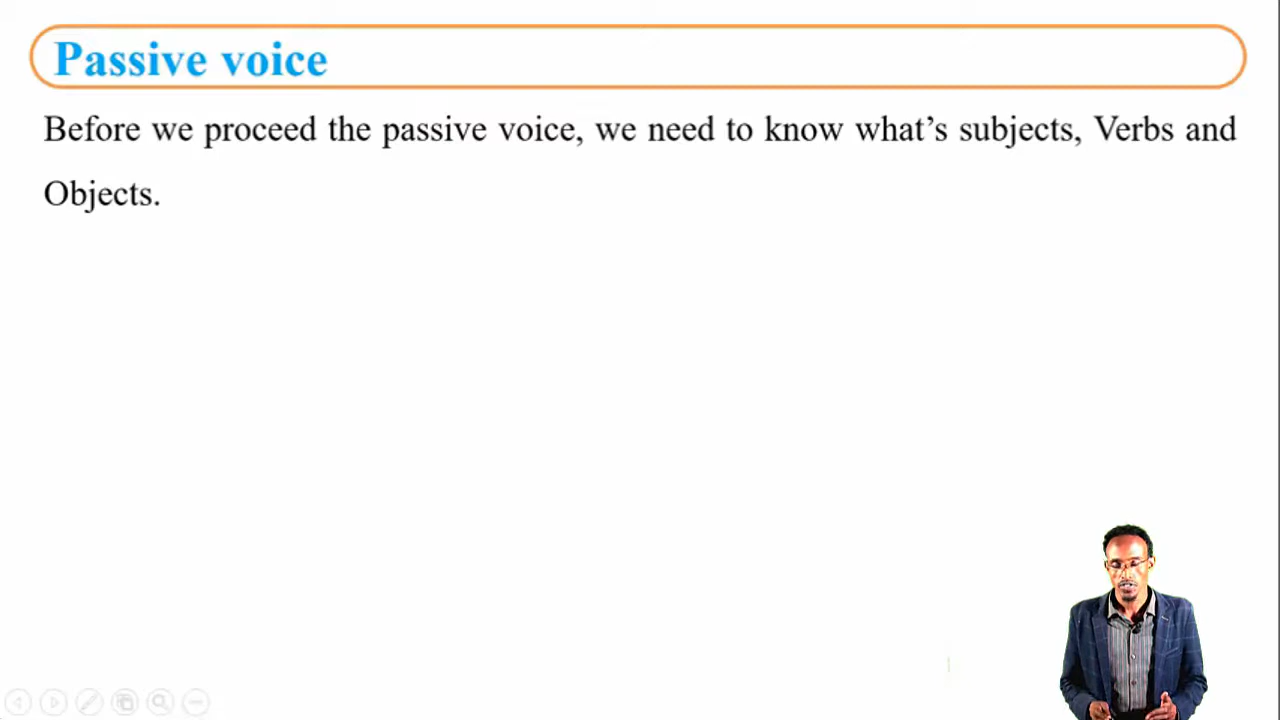 Passive voice
Before we proceed the passive voice, we need to know what’s subjects, Verbs and
Objects.